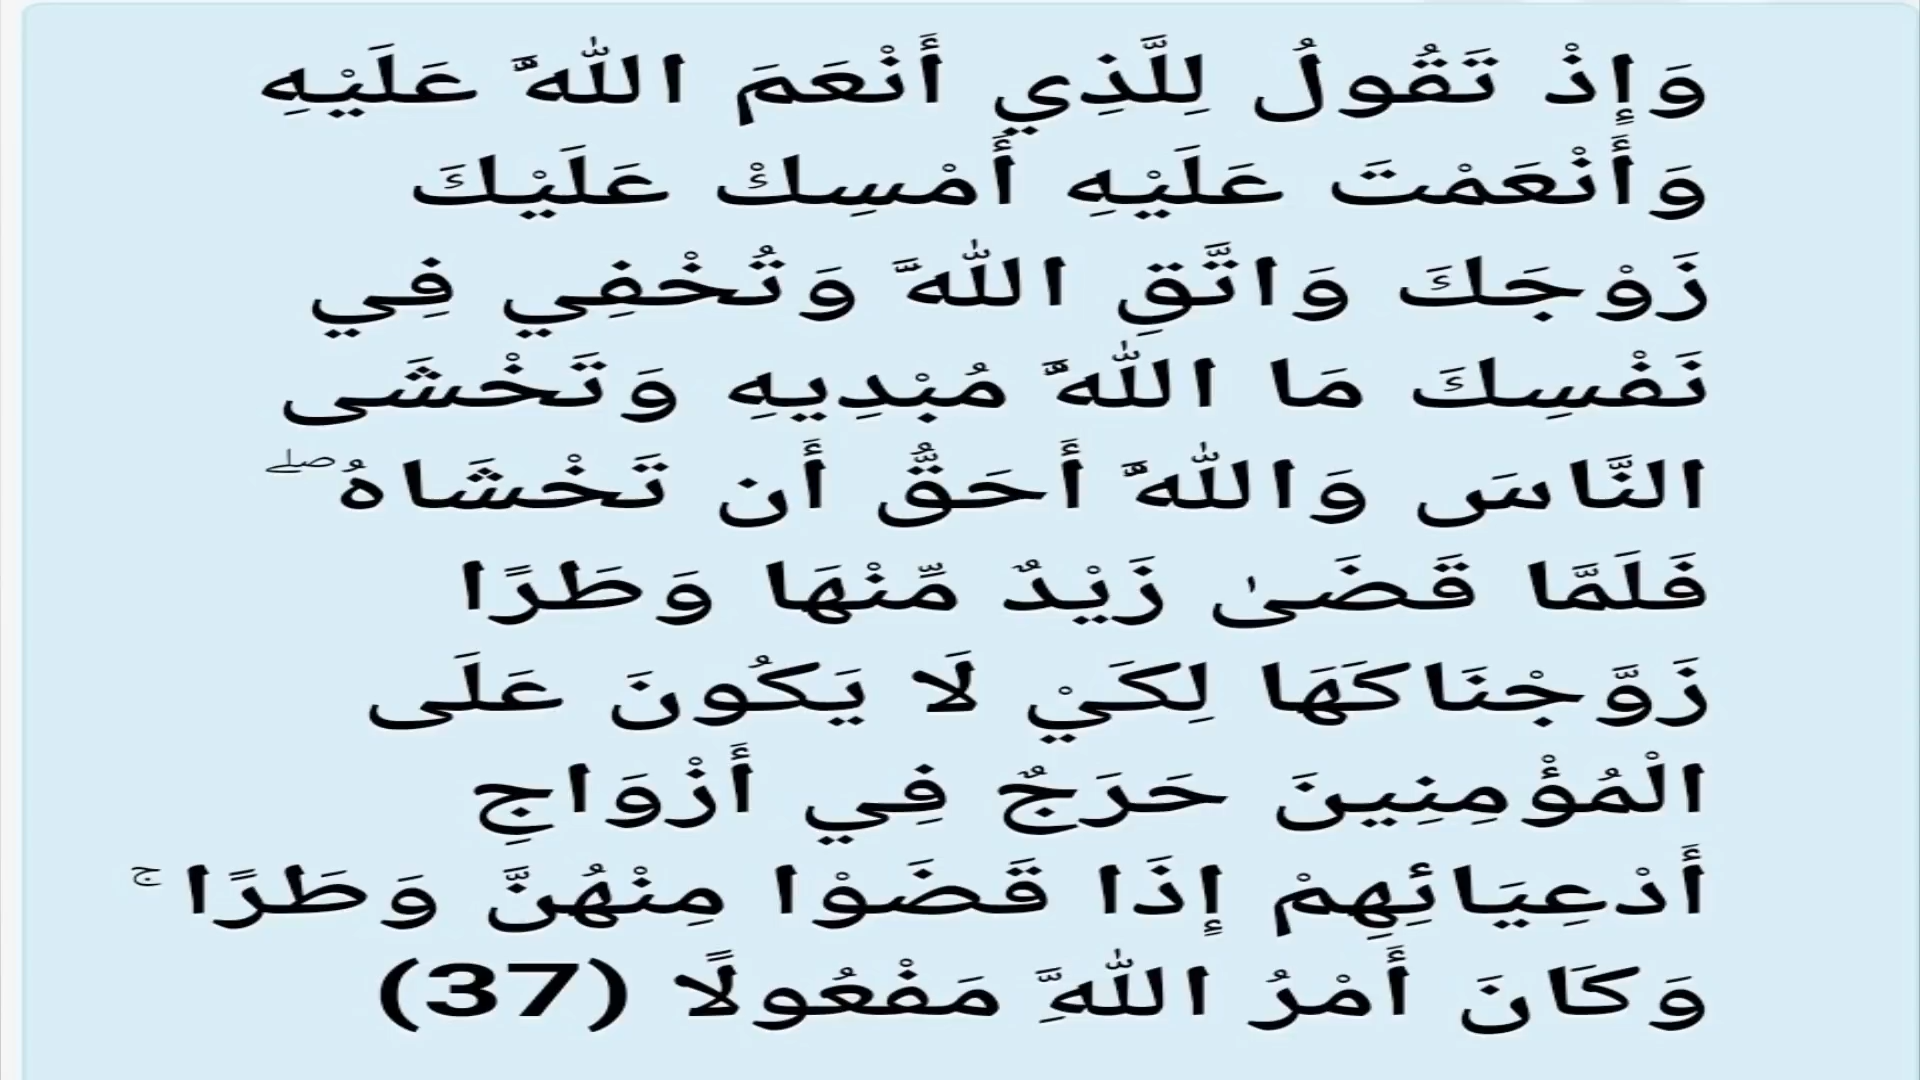 وَإِذْ تَقُولُ لِلَّذِي أَنْعَمَ اللَّهُ عَلَيْهِ
وَأَنْعَمْتَ عَلَيْهِ أَمْسِكْ عَلَيْكَ
زَوْجَكَ وَاتَّقِ اللَّهَ وَتُخْفِي فِي
نَفْسِكَ مَا اللَّهُ مُبْدِيهِ وَتَخْشَى
النَّاسَ وَاللَّهُ أَحَقُّ أَن تَخْشَاهُ ۖ
فَلَمَّا قَضَىٰ زَيْدٌ مِّنْهَا وَطَرًا
زَوَّجْنَاكَهَا لِكَيْ لَا يَكُونَ عَلَى
الْمُؤْمِنِينَ حَرَجٌ فِي أَزْوَاجِ
أَدْعِيَائِهِمْ إِذَا قَضَوْا مِنْهُنَّ وَطَرًا ۚ
وَكَانَ أَمْرُ اللَّهِ مَفْعُولًا (37)